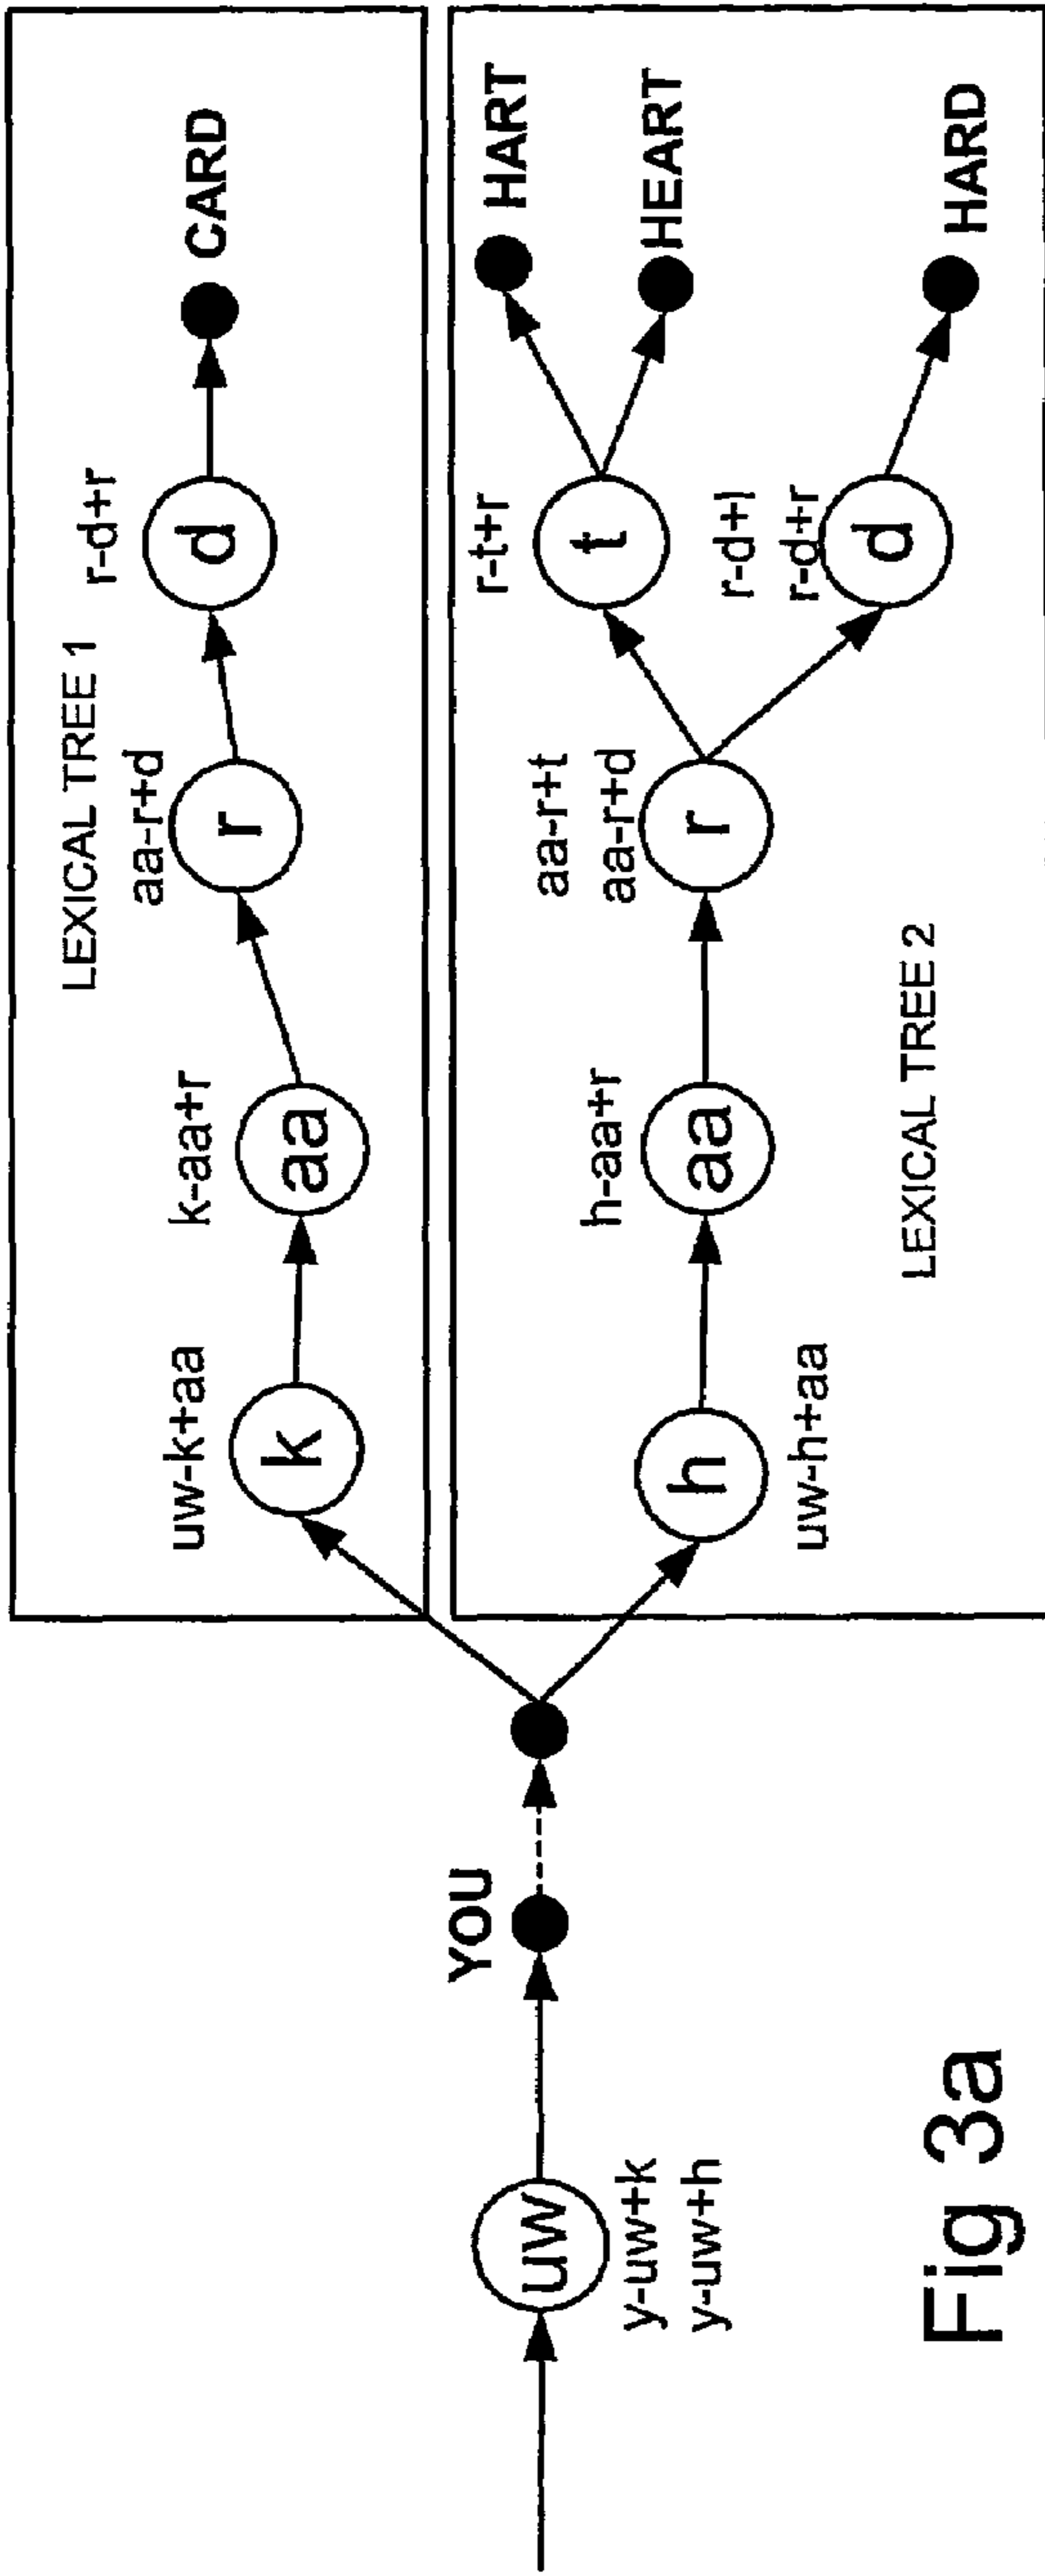 LEXICAL TREE 1
uw-k+aa
k
k-aa+r
aa
aa-r+d
r
r-d+r
d
CARD
uw
y-uw+k
y-uw+h
YOU
h
uw-h+aa
h-aa+r
aa
aa-r+t
aa-r+d
r
r-t+r
t
HART
HEART
r-d+l
r-d+r
d
HARD
LEXICAL TREE 2
Fig 3a